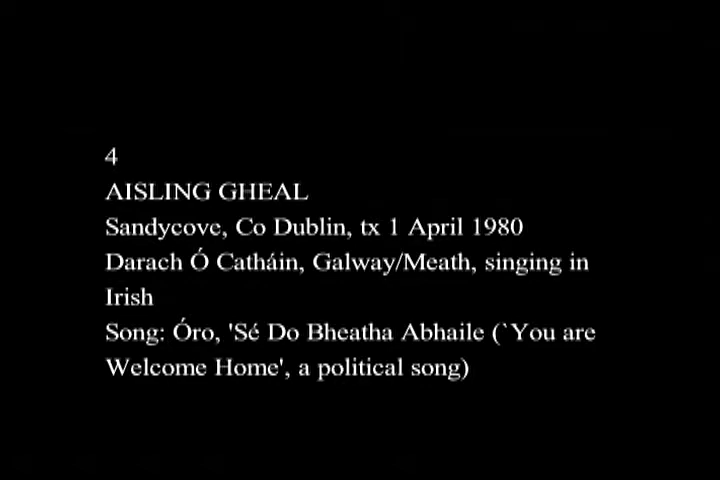 4
AISLING GHEAL
Sandycove, Co Dublin, tx 1 April 1980
Darach Ó Catháin, Galway/Meath, singing in
Irish
Song: Óro, 'Sé Do Bheatha Abhaile (`You are
Welcome Home', a political song)